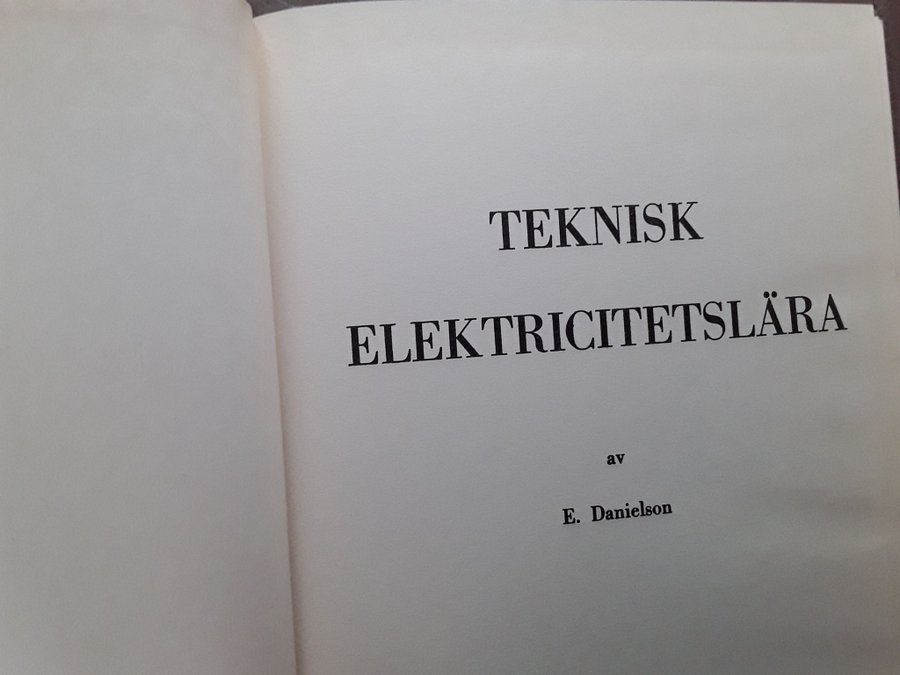 TEKNISK
ELEKTRICITETSLÄRA
av
E. Danielson